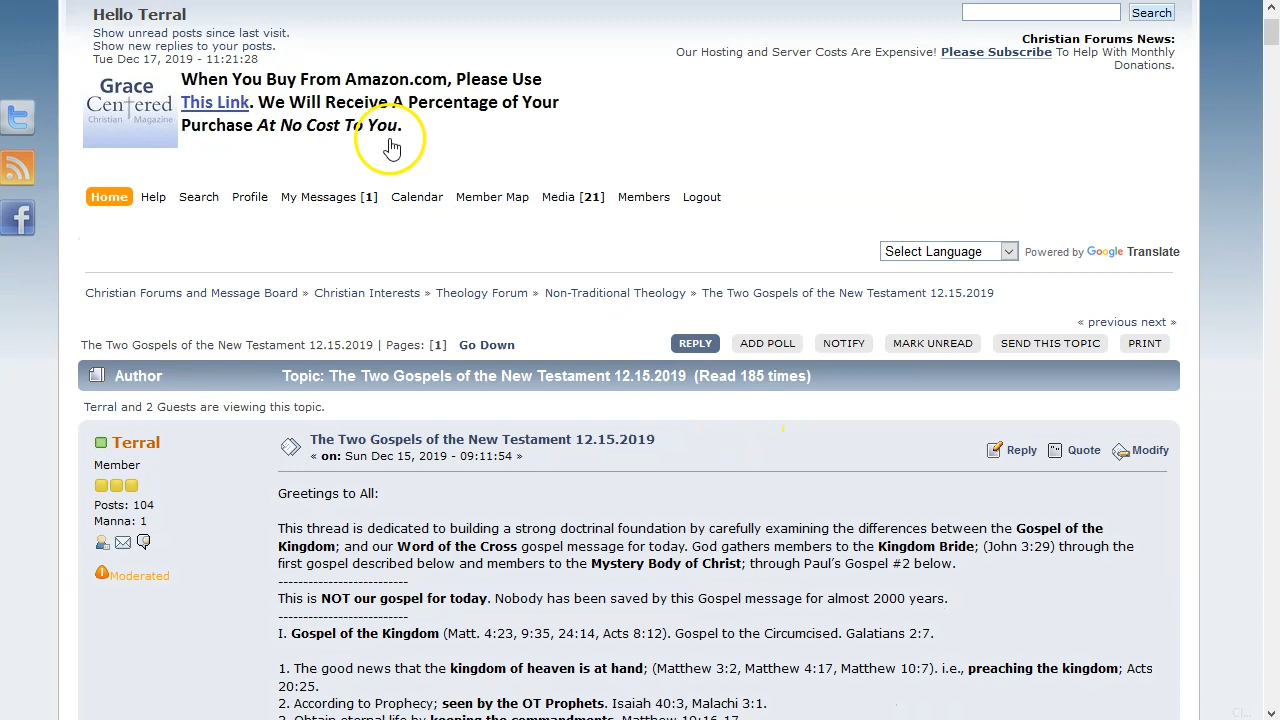 Hello Terral
Show unread posts since last visit.
Show new replies to your posts.
Tue Dec 17, 2019 - 11:21:28
Search
Christian Forums News:
Our Hosting and Server Costs Are Expensive! Please Subscribe To Help With Monthly
Donations.
Grace
Centered
Christian Magazine
When You Buy From Amazon.com, Please Use
This Link. We Will Receive A Percentage of Your
Purchase At No Cost To You.
Home Help Search Profile My Messages [1] Calendar Member Map Media [21] Members Logout
Select Language Powered by Google Translate
Christian Forums and Message Board » Christian Interests » Theology Forum » Non-Traditional Theology » The Two Gospels of the New Testament 12.15.2019
« previous next »
The Two Gospels of the New Testament 12.15.2019 | Pages: [1] Go Down
REPLY ADD POLL NOTIFY MARK UNREAD SEND THIS TOPIC PRINT
Author Topic: The Two Gospels of the New Testament 12.15.2019 (Read 185 times)
Terral and 2 Guests are viewing this topic.
Terral
Member
Posts: 104
Manna: 1
Moderated
The Two Gospels of the New Testament 12.15.2019
« on: Sun Dec 15, 2019 - 09:11:54 »
Reply Quote Modify
Greetings to All:
This thread is dedicated to building a strong doctrinal foundation by carefully examining the differences between the Gospel of the
Kingdom; and our Word of the Cross gospel message for today. God gathers members to the Kingdom Bride; (John 3:29) through the
first gospel described below and members to the Mystery Body of Christ; through Paul's Gospel #2 below.
--------------------------
This is NOT our gospel for today. Nobody has been saved by this Gospel message for almost 2000 years.
--------------------------
I. Gospel of the Kingdom (Matt. 4:23, 9:35, 24:14, Acts 8:12). Gospel to the Circumcised. Galatians 2:7.
1. The good news that the kingdom of heaven is at hand; (Matthew 3:2, Matthew 4:17, Matthew 10:7). i.e., preaching the kingdom; Acts
20:25.
2. According to Prophecy; seen by the OT Prophets. Isaiah 40:3, Malachi 3:1.
3. Obtain eternal life by keeping the commandments. Matthew 19:16-17.